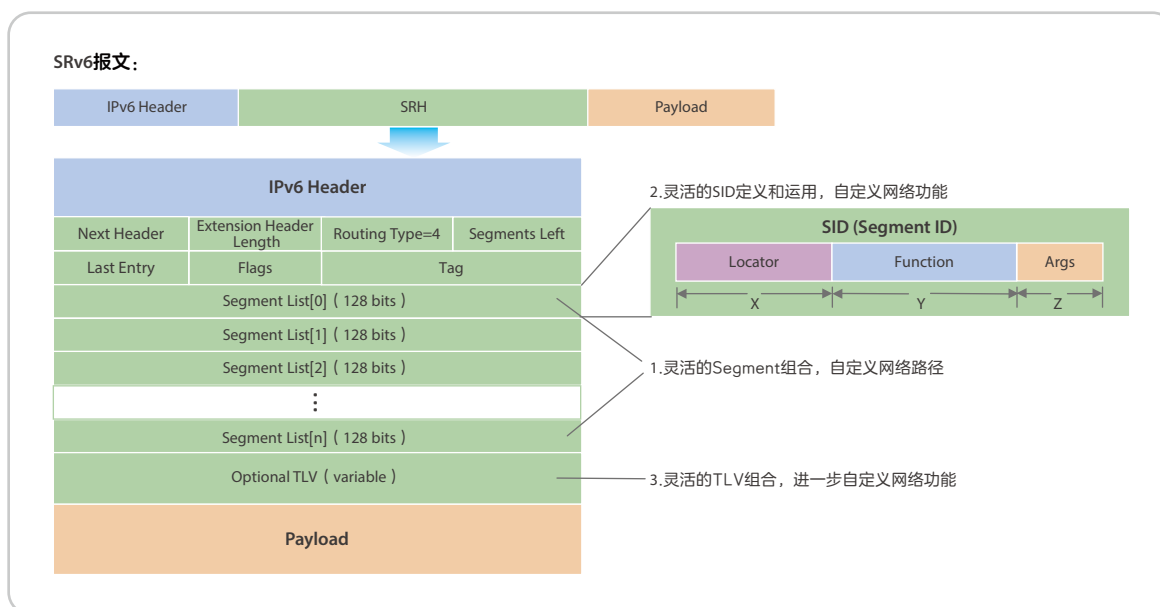 SRv6报文：
IPv6 Header SRH Payload
IPv6 Header
Next Header Extension Header Length Routing Type=4 Segments Left
Last Entry Flags Tag
Segment List[0]（128 bits）
Segment List[1]（128 bits）
Segment List[2]（128 bits）
⋮
Segment List[n]（128 bits）
Optional TLV（variable）
Payload
2.灵活的SID定义和运用，自定义网络功能
SID (Segment ID)
Locator Function Args
X Y Z
1.灵活的Segment组合，自定义网络路径
3.灵活的TLV组合，进一步自定义网络功能